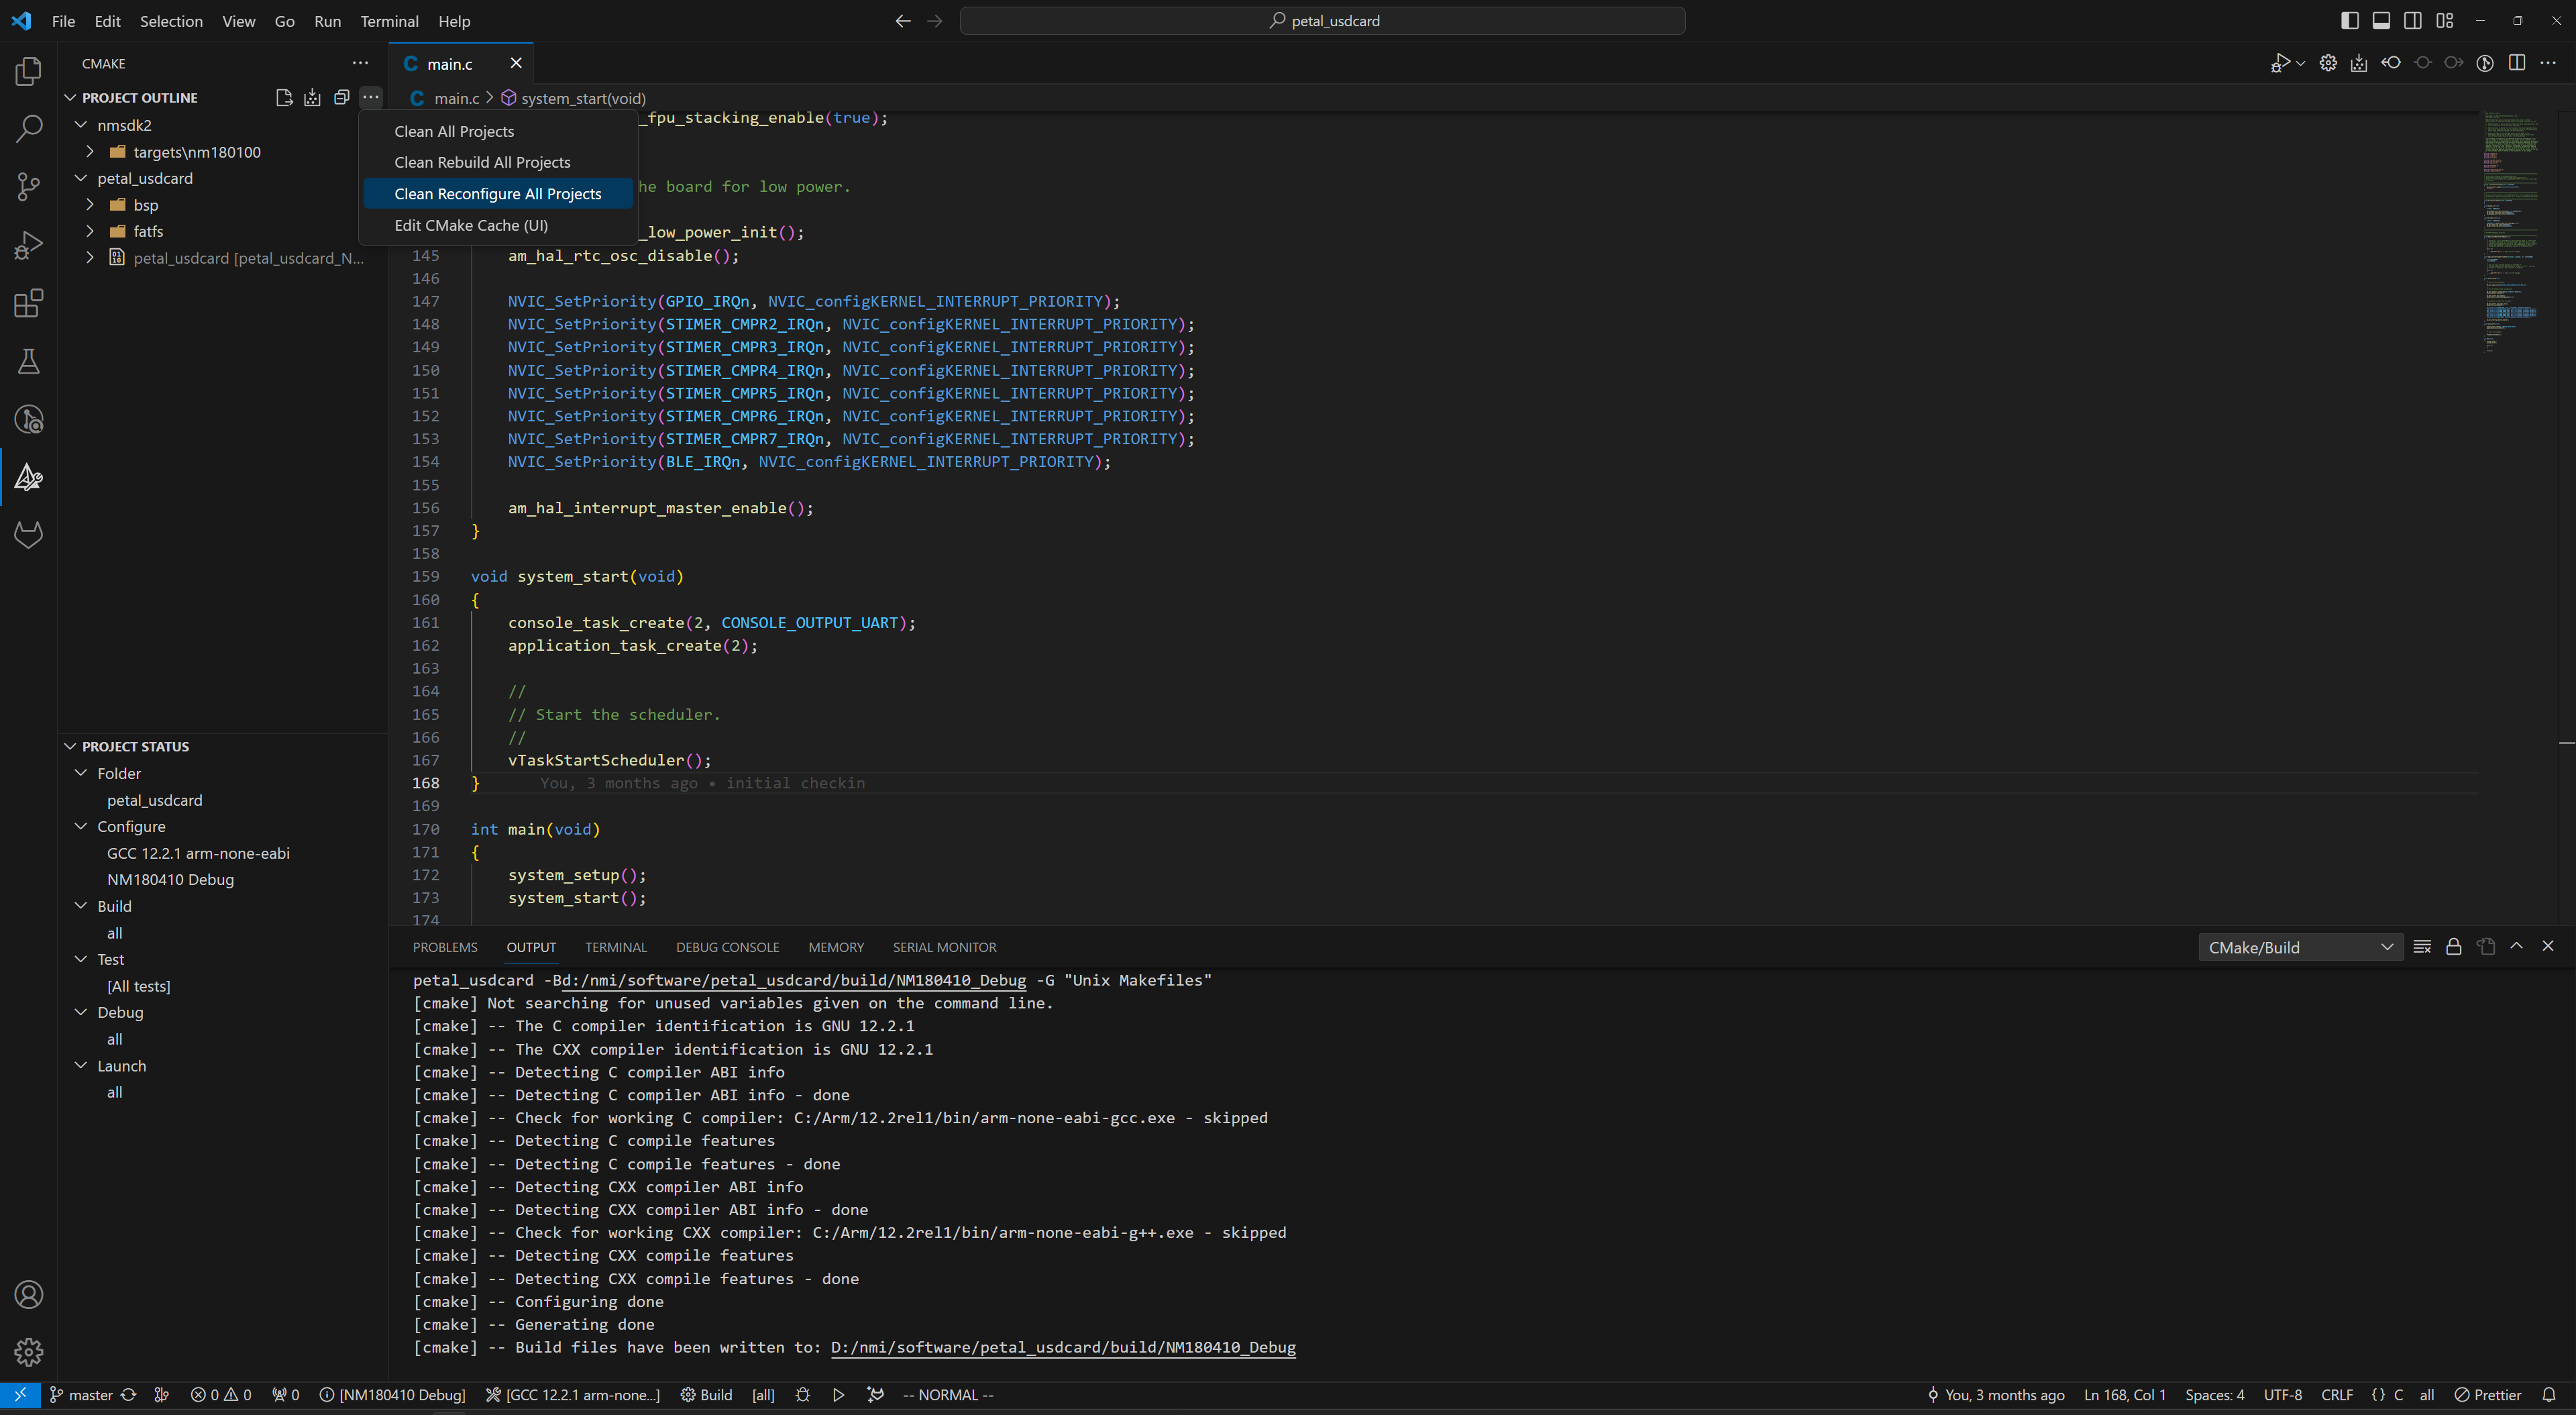 File Edit Selection View Go Run Terminal Help
petal_usdcard
CMAKE
PROJECT OUTLINE
nmsdk2
targets\nm180100
petal_usdcard
bsp
fatfs
petal_usdcard [petal_usdcard_N...
Clean All Projects
Clean Rebuild All Projects
Clean Reconfigure All Projects
Edit CMake Cache (UI)
PROJECT STATUS
Folder
petal_usdcard
Configure
GCC 12.2.1 arm-none-eabi
NM180410 Debug
Build
all
Test
[All tests]
Debug
all
Launch
all
C main.c
C main.c > system_start(void)
_fpu_stacking_enable(true);
he board for low power.
_low_power_init();
145 am_hal_rtc_osc_disable();
146
147 NVIC_SetPriority(GPIO_IRQn, NVIC_configKERNEL_INTERRUPT_PRIORITY);
148 NVIC_SetPriority(STIMER_CMPR2_IRQn, NVIC_configKERNEL_INTERRUPT_PRIORITY);
149 NVIC_SetPriority(STIMER_CMPR3_IRQn, NVIC_configKERNEL_INTERRUPT_PRIORITY);
150 NVIC_SetPriority(STIMER_CMPR4_IRQn, NVIC_configKERNEL_INTERRUPT_PRIORITY);
151 NVIC_SetPriority(STIMER_CMPR5_IRQn, NVIC_configKERNEL_INTERRUPT_PRIORITY);
152 NVIC_SetPriority(STIMER_CMPR6_IRQn, NVIC_configKERNEL_INTERRUPT_PRIORITY);
153 NVIC_SetPriority(STIMER_CMPR7_IRQn, NVIC_configKERNEL_INTERRUPT_PRIORITY);
154 NVIC_SetPriority(BLE_IRQn, NVIC_configKERNEL_INTERRUPT_PRIORITY);
155
156 am_hal_interrupt_master_enable();
157 }
158
159 void system_start(void)
160 {
161 console_task_create(2, CONSOLE_OUTPUT_UART);
162 application_task_create(2);
163
164 //
165 // Start the scheduler.
166 //
167 vTaskStartScheduler();
168 } You, 3 months ago • initial checkin
169
170 int main(void)
171 {
172 system_setup();
173 system_start();
174
PROBLEMS OUTPUT TERMINAL DEBUG CONSOLE MEMORY SERIAL MONITOR
CMake/Build
petal_usdcard -Bd:/nmi/software/petal_usdcard/build/NM180410_Debug -G "Unix Makefiles"
[cmake] Not searching for unused variables given on the command line.
[cmake] -- The C compiler identification is GNU 12.2.1
[cmake] -- The CXX compiler identification is GNU 12.2.1
[cmake] -- Detecting C compiler ABI info
[cmake] -- Detecting C compiler ABI info - done
[cmake] -- Check for working C compiler: C:/Arm/12.2rel1/bin/arm-none-eabi-gcc.exe - skipped
[cmake] -- Detecting C compile features
[cmake] -- Detecting C compile features - done
[cmake] -- Detecting CXX compiler ABI info
[cmake] -- Detecting CXX compiler ABI info - done
[cmake] -- Check for working CXX compiler: C:/Arm/12.2rel1/bin/arm-none-eabi-g++.exe - skipped
[cmake] -- Detecting CXX compile features
[cmake] -- Detecting CXX compile features - done
[cmake] -- Configuring done
[cmake] -- Generating done
[cmake] -- Build files have been written to: D:/nmi/software/petal_usdcard/build/NM180410_Debug
master 0 0 0 [NM180410 Debug] [GCC 12.2.1 arm-none...] Build [all] -- NORMAL -- You, 3 months ago Ln 168, Col 1 Spaces: 4 UTF-8 CRLF {} C all Prettier